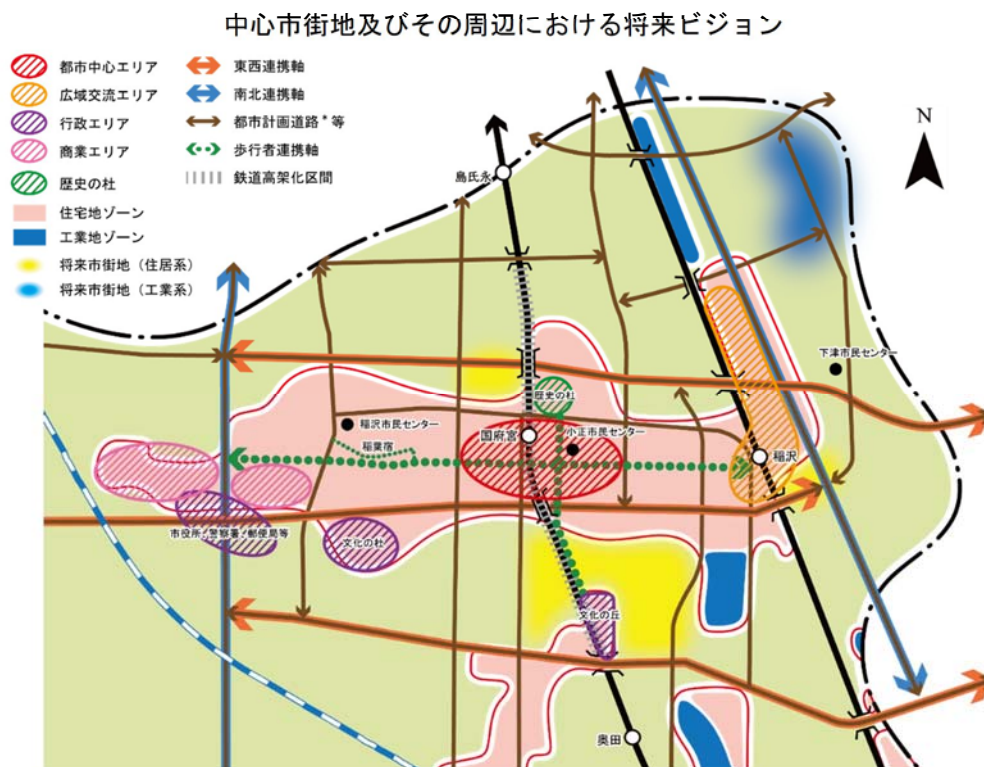 中心市街地及びその周辺における将来ビジョン
都市中心エリア
広域交流エリア
行政エリア
商業エリア
歴史の杜
住宅地ゾーン
工業地ゾーン
将来市街地（住居系）
将来市街地（工業系）
東西連携軸
南北連携軸
都市計画道路*等
歩行者連携軸
鉄道高架化区間
N
島氏永
下津市民センター
歴史の杜
稲沢市民センター
国府宮
小正市民センター
稲葉宿
稲沢
市役所、警察署、郵便局等
文化の杜
文化の丘
奥田